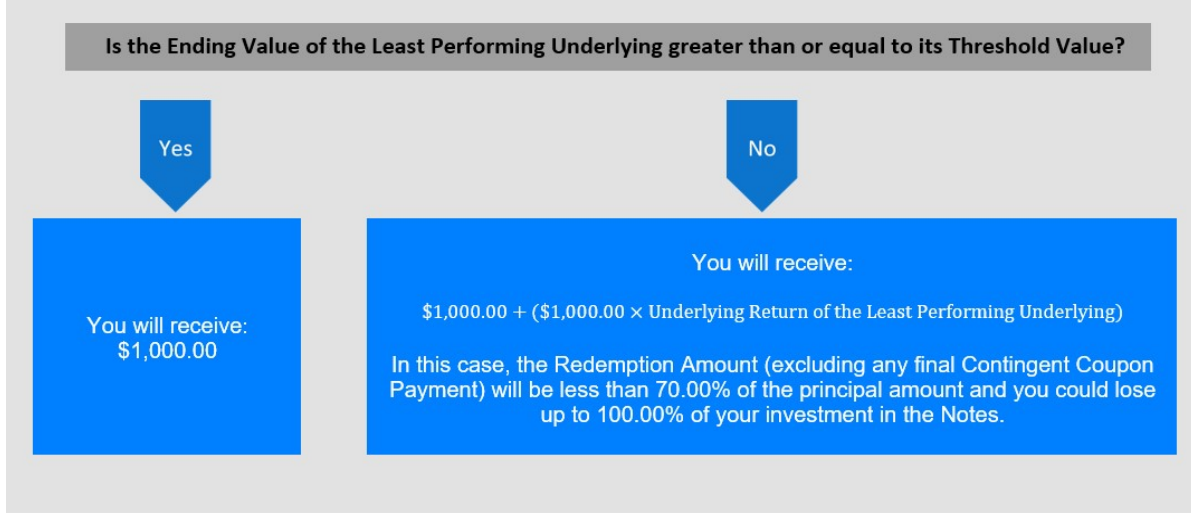 Is the Ending Value of the Least Performing Underlying greater than or equal to its Threshold Value?
Yes
No
You will receive:
$1,000.00
You will receive:
$1,000.00 + ($1,000.00 × Underlying Return of the Least Performing Underlying)
In this case, the Redemption Amount (excluding any final Contingent Coupon
Payment) will be less than 70.00% of the principal amount and you could lose
up to 100.00% of your investment in the Notes.